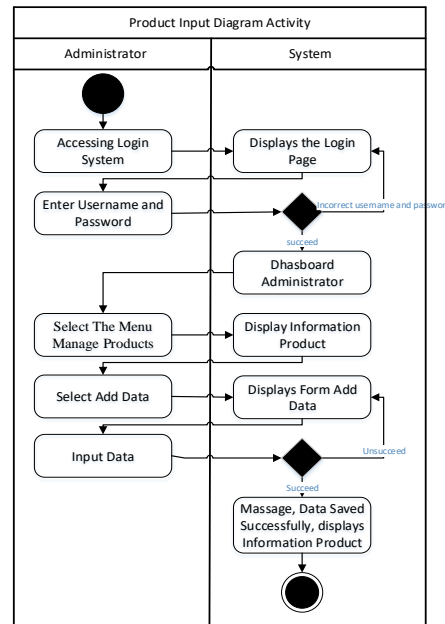 Product Input Diagram Activity
Administrator
System
Accessing Login
System
Displays the Login
Page
Enter Username and
Password
Incorrect username and passwor
succeed
Dhasboard
Administrator
Select The Menu
Manage Products
Display Information
Product
Select Add Data
Displays Form Add
Data
Input Data
Unsucceed
Succeed
Massage, Data Saved
Successfully, displays
Information Product